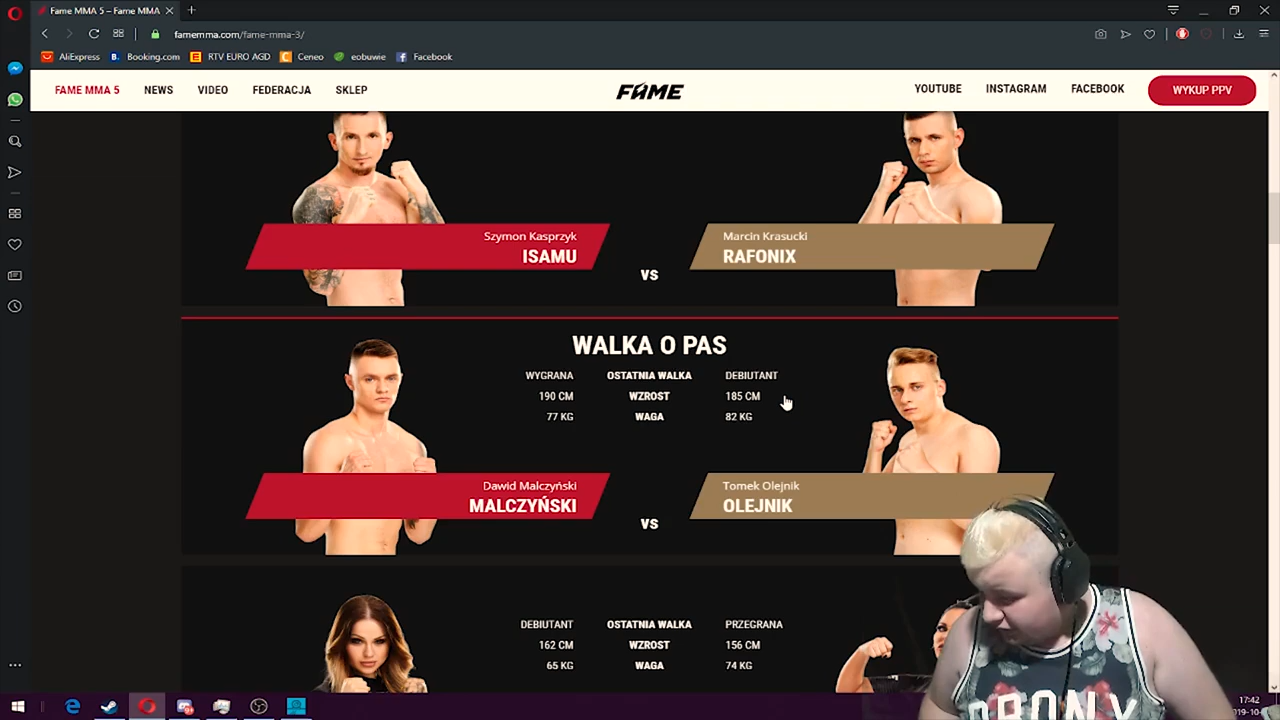 Fame MMA 5 – Fame MMA
famemma.com/fame-mma-3/
AliExpress Booking.com RTV EURO AGD Ceneo eobuwie Facebook
FAME MMA 5 NEWS VIDEO FEDERACJA SKLEP FAME YOUTUBE INSTAGRAM FACEBOOK WYKUP PPV
Szymon Kasprzyk
ISAMU
VS
Marcin Krasucki
RAFONIX
WALKA O PAS
WYGRANA OSTATNIA WALKA DEBIUTANT
190 CM WZROST 185 CM
77 KG WAGA 82 KG
Dawid Malczyński
MALCZYŃSKI
VS
Tomek Olejnik
OLEJNIK
DEBIUTANT OSTATNIA WALKA PRZEGRANA
162 CM WZROST 156 CM
65 KG WAGA 74 KG
17:42